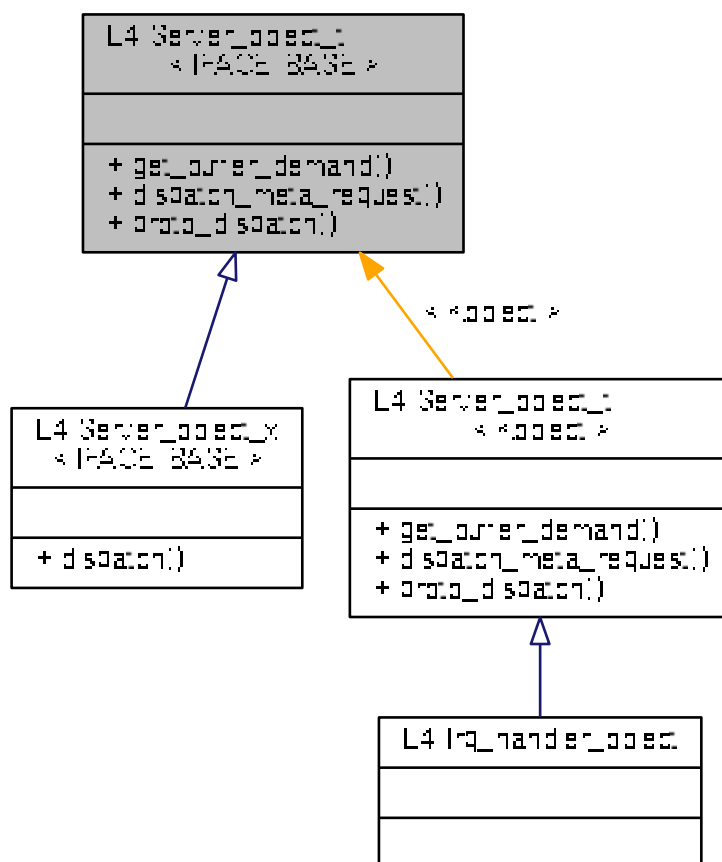 L4::Server_object_t
< IFACE, BASE >
+ get_buffer_demand()
+ dispatch_meta_request()
+ proto_dispatch()
< Kobject >
L4::Server_object_x
< IFACE, BASE >
+ dispatch()
L4::Server_object_t
< Kobject >
+ get_buffer_demand()
+ dispatch_meta_request()
+ proto_dispatch()
L4::Irq_handler_object